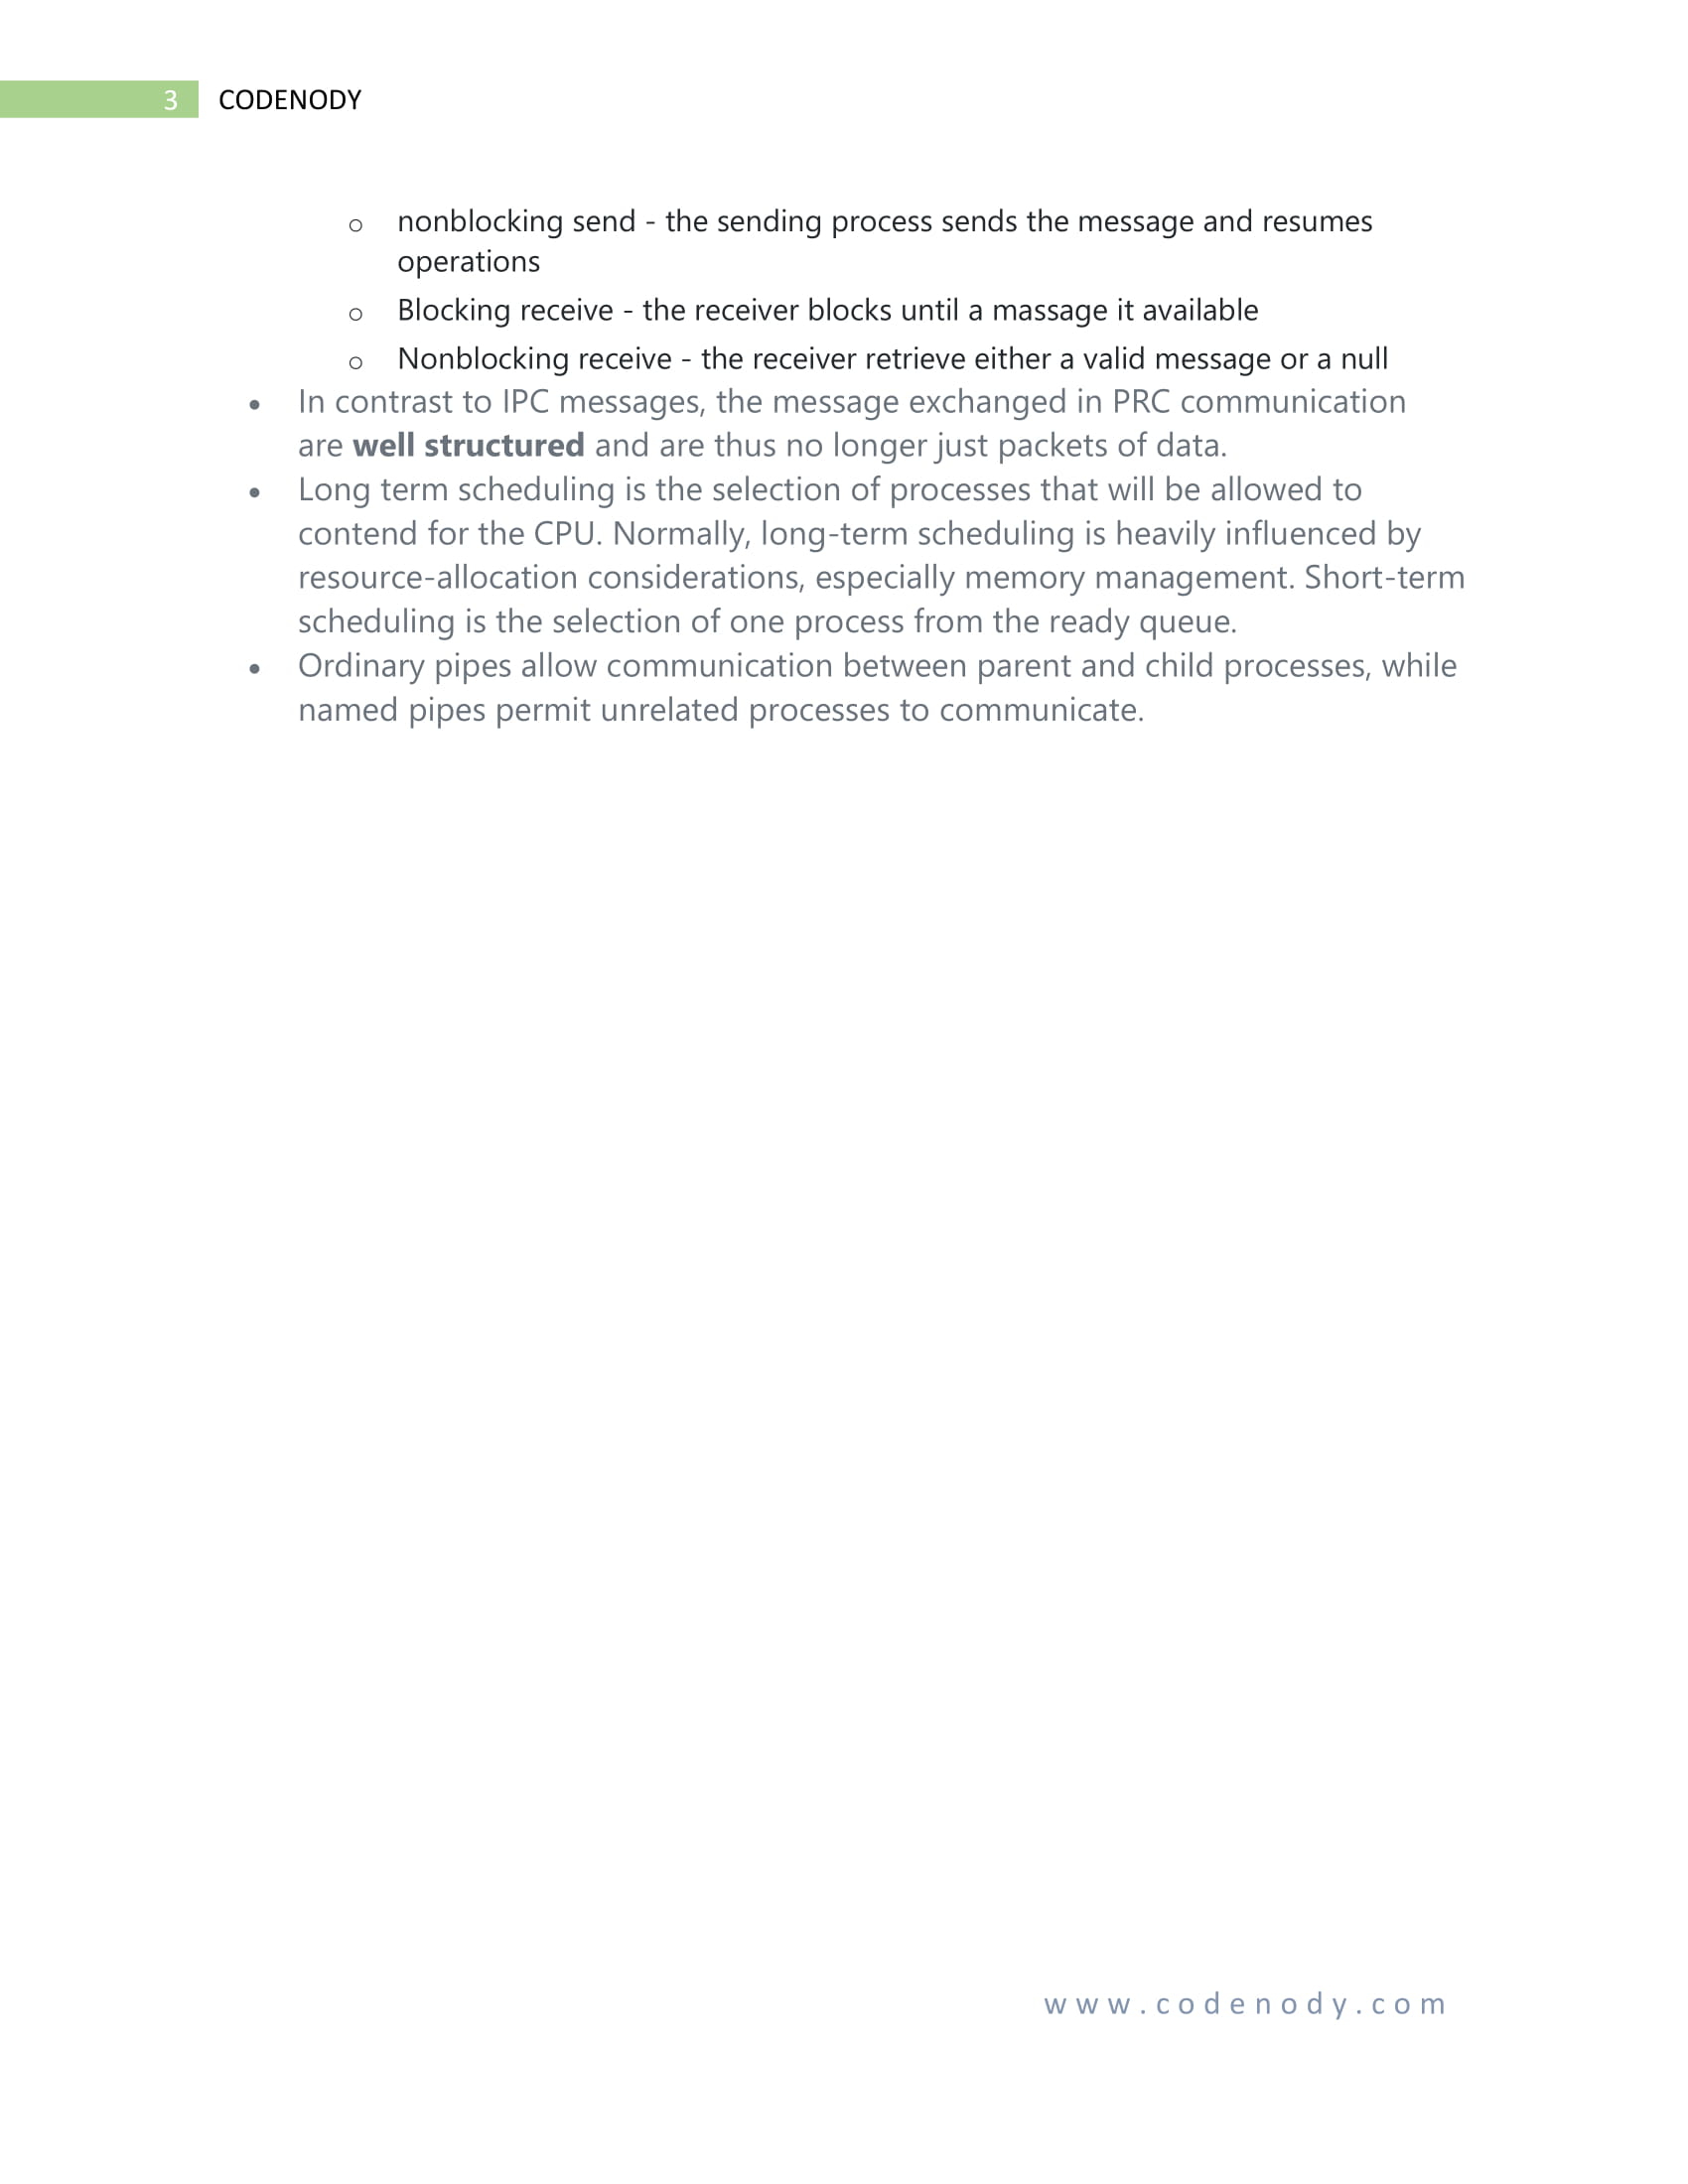 3 CODENODY
o nonblocking send - the sending process sends the message and resumes
operations
o Blocking receive - the receiver blocks until a massage it available
o Nonblocking receive - the receiver retrieve either a valid message or a null
• In contrast to IPC messages, the message exchanged in PRC communication
are well structured and are thus no longer just packets of data.
• Long term scheduling is the selection of processes that will be allowed to
contend for the CPU. Normally, long-term scheduling is heavily influenced by
resource-allocation considerations, especially memory management. Short-term
scheduling is the selection of one process from the ready queue.
• Ordinary pipes allow communication between parent and child processes, while
named pipes permit unrelated processes to communicate.
www.codenody.com